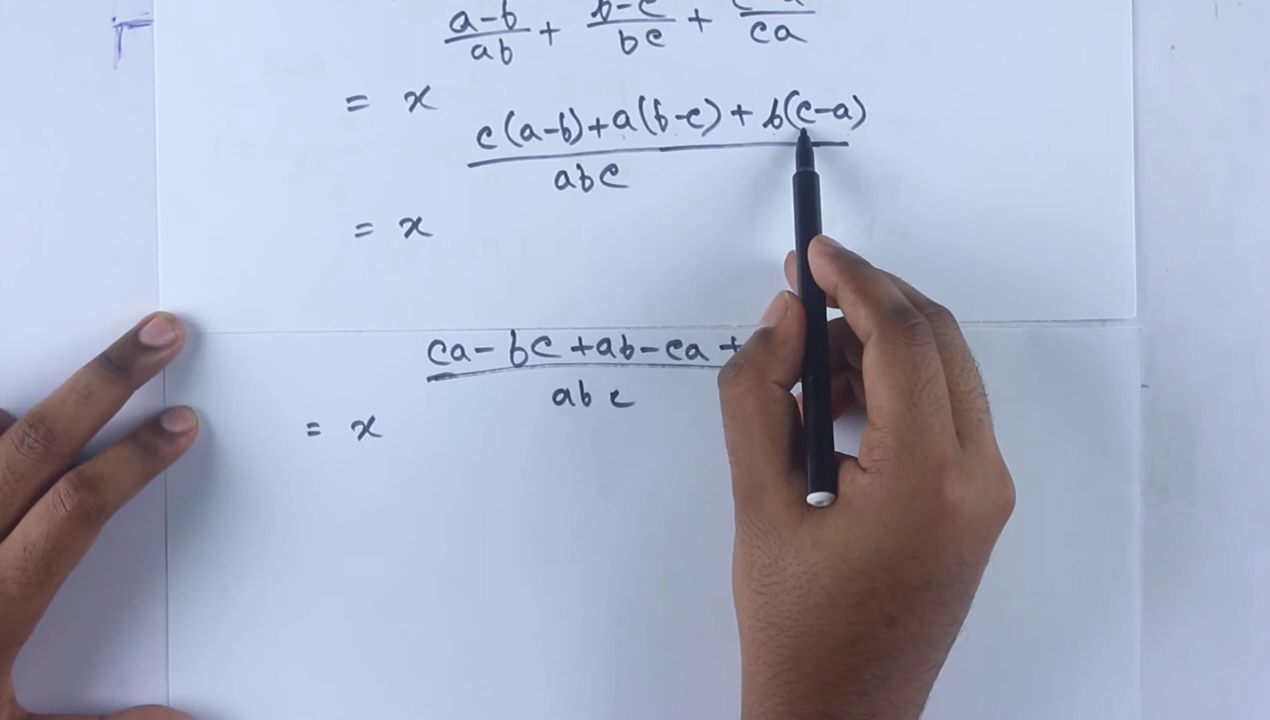 a-b/ab + b-c/bc + c-a/ca
= x
c(a-b)+a(b-c)+b(c-a)/abc
= x
ca-bc+ab-ca+/abc
= x